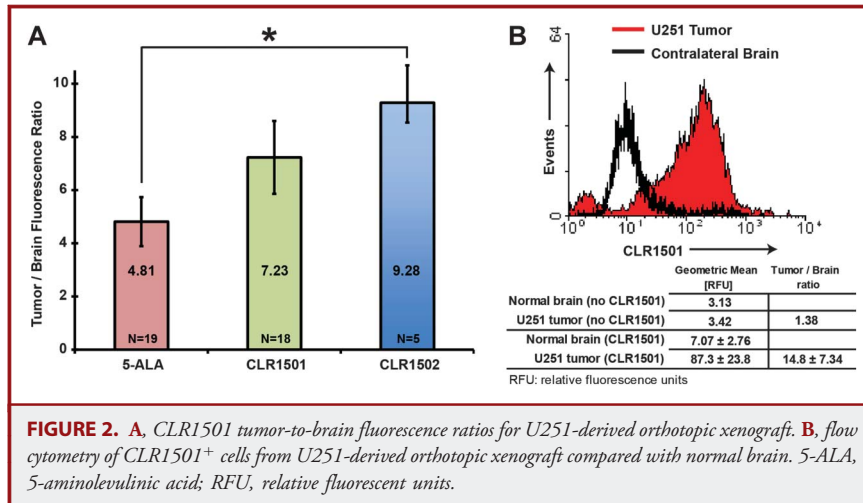 A
*
Tumor / Brain Fluorescence Ratio
10
8
6
4
2
0
4.81
7.23
9.28
N=19
N=18
N=5
5-ALA
CLR1501
CLR1502
B
U251 Tumor
Contralateral Brain
64
Events
0
10⁰ 10¹ 10² 10³ 10⁴
CLR1501
Geometric Mean [RFU] Tumor / Brain ratio
Normal brain (no CLR1501) 3.13
U251 tumor (no CLR1501) 3.42 1.38
Normal brain (CLR1501) 7.07 ± 2.76
U251 tumor (CLR1501) 87.3 ± 23.8 14.8 ± 7.34
RFU: relative fluorescence units
FIGURE 2. A, CLR1501 tumor-to-brain fluorescence ratios for U251-derived orthotopic xenograft. B, flow
cytometry of CLR1501⁺ cells from U251-derived orthotopic xenograft compared with normal brain. 5-ALA,
5-aminolevulinic acid; RFU, relative fluorescent units.